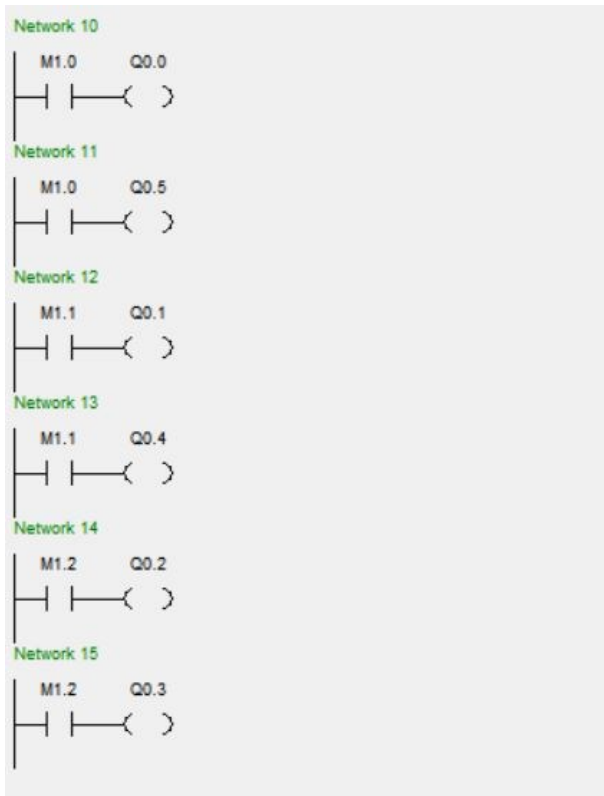 Network 10
M1.0 Q0.0
Network 11
M1.0 Q0.5
Network 12
M1.1 Q0.1
Network 13
M1.1 Q0.4
Network 14
M1.2 Q0.2
Network 15
M1.2 Q0.3